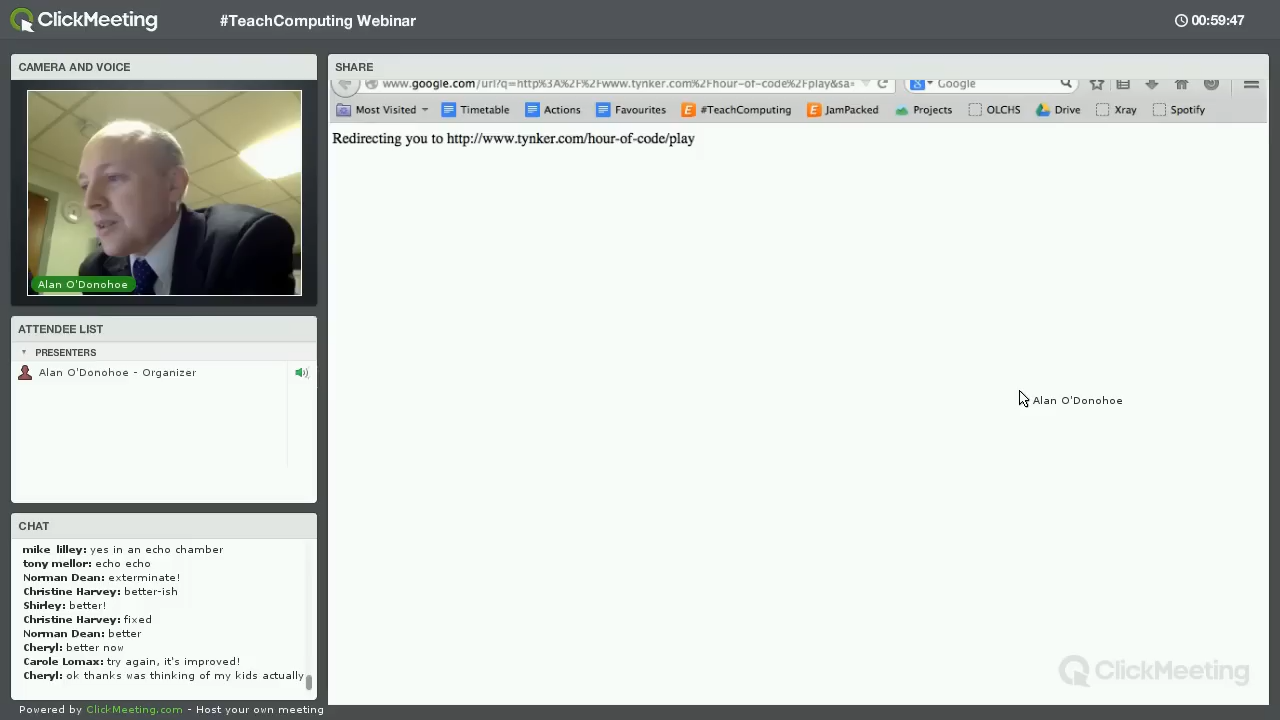 ClickMeeting
#TeachComputing Webinar
00:59:47
CAMERA AND VOICE
Alan O'Donohoe
ATTENDEE LIST
PRESENTERS
Alan O'Donohoe - Organizer
CHAT
mike lilley: yes in an echo chamber
tony mellor: echo echo
Norman Dean: exterminate!
Christine Harvey: better-ish
Shirley: better!
Christine Harvey: fixed
Norman Dean: better
Cheryl: better now
Carole Lomax: try again, it's improved!
Cheryl: ok thanks was thinking of my kids actually
SHARE
www.google.com/url?q=http%3A%2F%2Fwww.tynker.com%2Fhour-of-code%2Fplay&sa=
Google
Most Visited Timetable Actions Favourites #TeachComputing JamPacked Projects OLCHS Drive Xray Spotify
Redirecting you to http://www.tynker.com/hour-of-code/play
Alan O'Donohoe
ClickMeeting
Powered by ClickMeeting.com - Host your own meeting